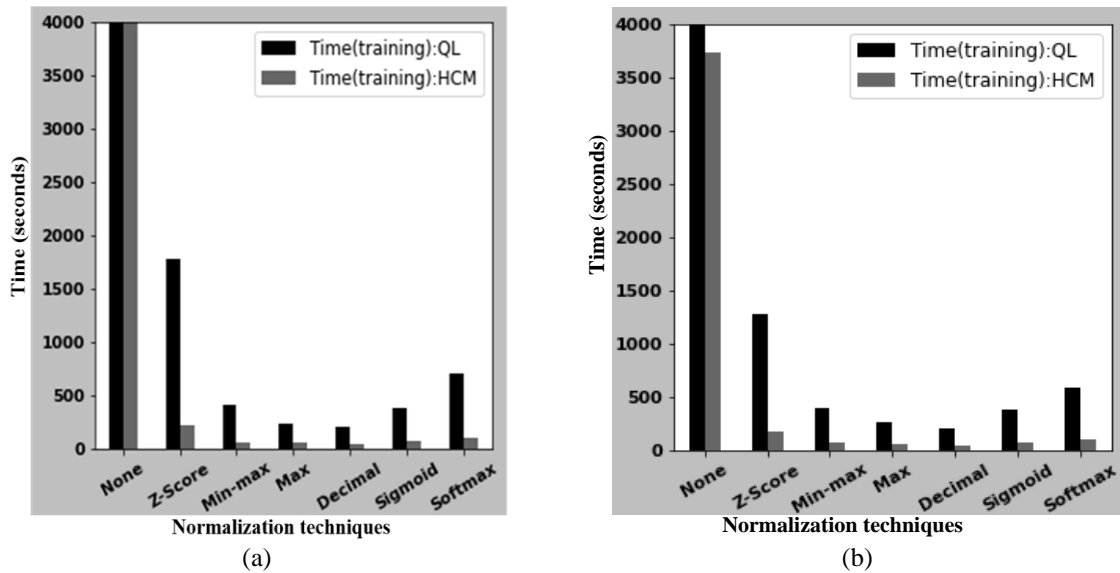 4000
3500
3000
2500
2000
1500
1000
500
0
Time (seconds)
Time(training):QL
Time(training):HCM
None
Z-Score
Min-max
Max
Decimal
Sigmoid
Softmax
Normalization techniques
(a)
4000
3500
3000
2500
2000
1500
1000
500
0
Time (seconds)
Time(training):QL
Time(training):HCM
None
Z-Score
Min-max
Max
Decimal
Sigmoid
Softmax
Normalization techniques
(b)